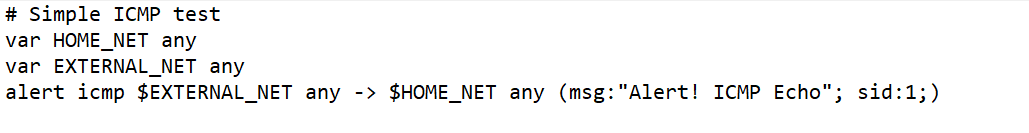 # Simple ICMP test
var HOME_NET any
var EXTERNAL_NET any
alert icmp $EXTERNAL_NET any -> $HOME_NET any (msg:"Alert! ICMP Echo"; sid:1;)